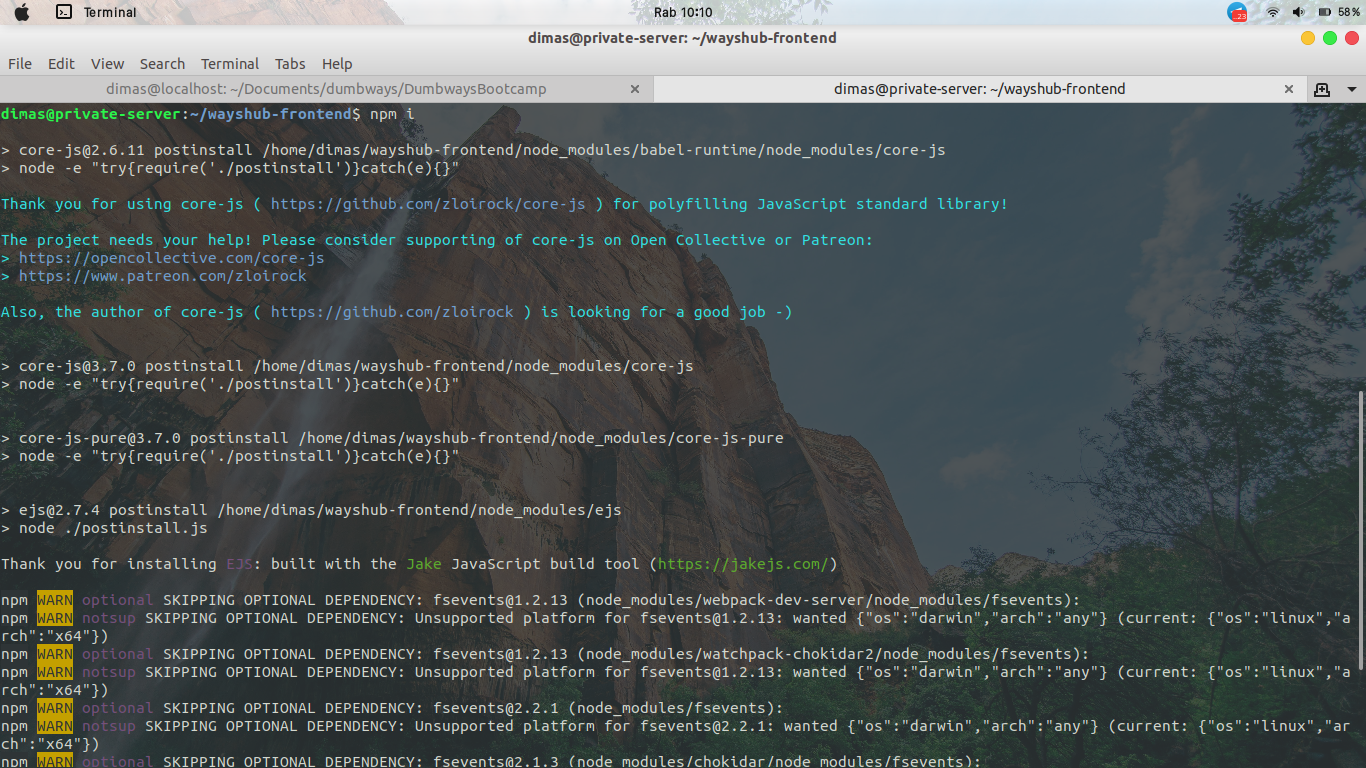 Terminal
Rab 10:10
23
58%
dimas@private-server: ~/wayshub-frontend
File Edit View Search Terminal Tabs Help
dimas@localhost: ~/Documents/dumbways/DumbwaysBootcamp
dimas@private-server: ~/wayshub-frontend
dimas@private-server:~/wayshub-frontend$ npm i
> core-js@2.6.11 postinstall /home/dimas/wayshub-frontend/node_modules/babel-runtime/node_modules/core-js
> node -e "try{require('./postinstall')}catch(e){}"
Thank you for using core-js ( https://github.com/zloirock/core-js ) for polyfilling JavaScript standard library!
The project needs your help! Please consider supporting of core-js on Open Collective or Patreon:
> https://opencollective.com/core-js
> https://www.patreon.com/zloirock
Also, the author of core-js ( https://github.com/zloirock ) is looking for a good job -)
> core-js@3.7.0 postinstall /home/dimas/wayshub-frontend/node_modules/core-js
> node -e "try{require('./postinstall')}catch(e){}"
> core-js-pure@3.7.0 postinstall /home/dimas/wayshub-frontend/node_modules/core-js-pure
> node -e "try{require('./postinstall')}catch(e){}"
> ejs@2.7.4 postinstall /home/dimas/wayshub-frontend/node_modules/ejs
> node ./postinstall.js
Thank you for installing EJS: built with the Jake JavaScript build tool (https://jakejs.com/)
npm WARN optional SKIPPING OPTIONAL DEPENDENCY: fsevents@1.2.13 (node_modules/webpack-dev-server/node_modules/fsevents):
npm WARN notsup SKIPPING OPTIONAL DEPENDENCY: Unsupported platform for fsevents@1.2.13: wanted {"os":"darwin","arch":"any"} (current: {"os":"linux","a
rch":"x64"})
npm WARN optional SKIPPING OPTIONAL DEPENDENCY: fsevents@1.2.13 (node_modules/watchpack-chokidar2/node_modules/fsevents):
npm WARN notsup SKIPPING OPTIONAL DEPENDENCY: Unsupported platform for fsevents@1.2.13: wanted {"os":"darwin","arch":"any"} (current: {"os":"linux","a
rch":"x64"})
npm WARN optional SKIPPING OPTIONAL DEPENDENCY: fsevents@2.2.1 (node_modules/fsevents):
npm WARN notsup SKIPPING OPTIONAL DEPENDENCY: Unsupported platform for fsevents@2.2.1: wanted {"os":"darwin","arch":"any"} (current: {"os":"linux","ar
ch":"x64"})
npm WARN optional SKIPPING OPTIONAL DEPENDENCY: fsevents@2.1.3 (node_modules/chokidar/node_modules/fsevents):